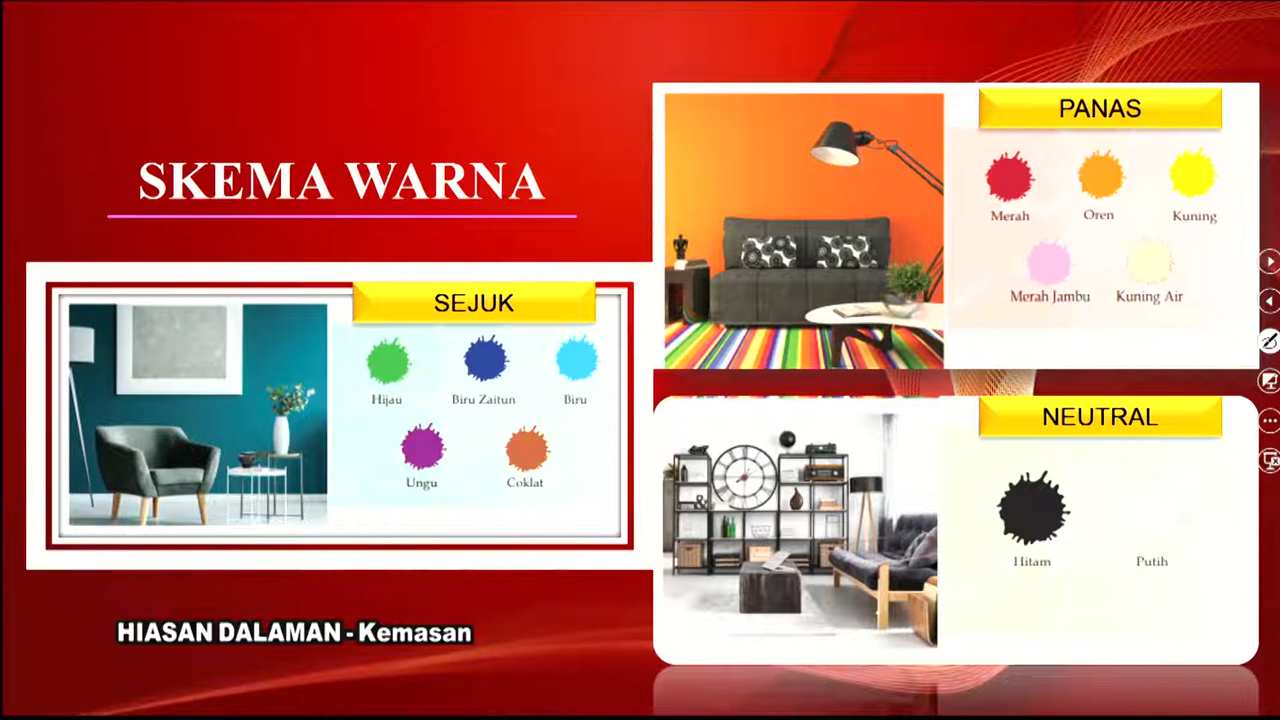 SKEMA WARNA
SEJUK
Hijau
Biru Zaitun
Biru
Ungu
Coklat
PANAS
Merah
Oren
Kuning
Merah Jambu
Kuning Air
NEUTRAL
Hitam
Putih
HIASAN DALAMAN - Kemasan